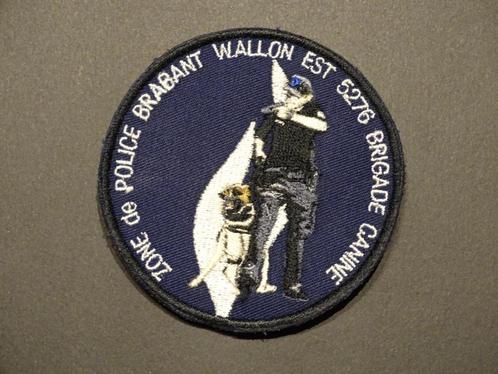 ZONE de POLICE BRABANT WALLON EST 5276 BRIGADE CANINE